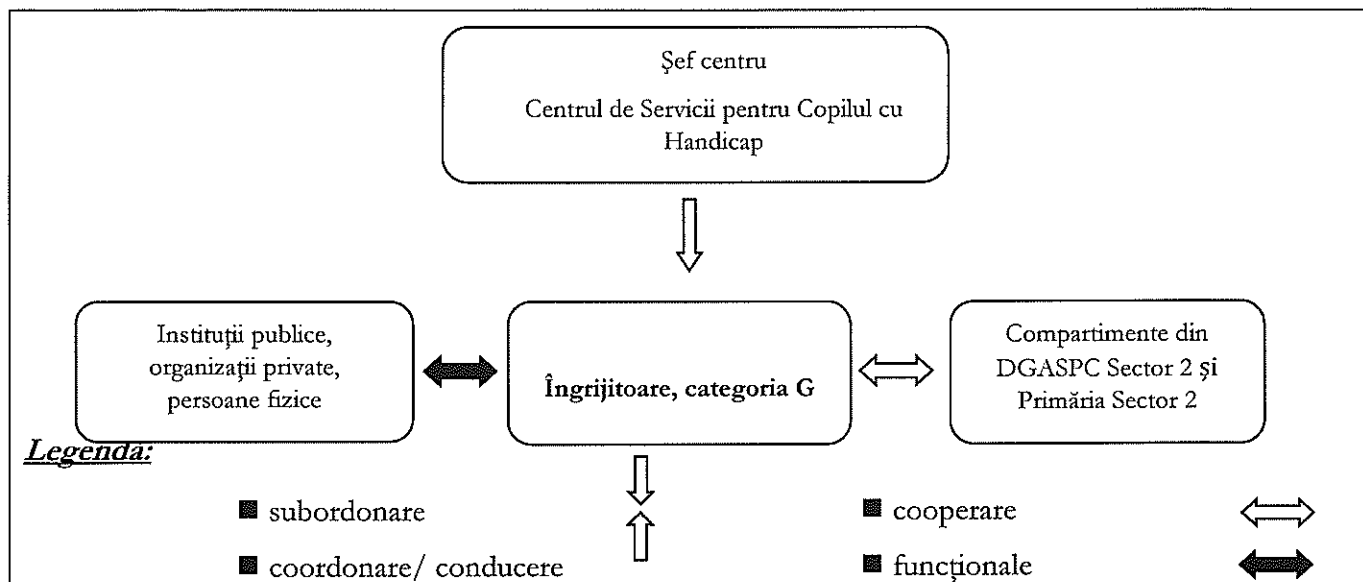 Şef centru
Centrul de Servicii pentru Copilul cu
Handicap
Instituţii publice,
organizaţii private,
persoane fizice
Îngrijitoare, categoria G
Compartimente din
DGASPC Sector 2 şi
Primăria Sector 2
Legenda:
■ subordonare
■ cooperare
■ coordonare/ conducere
■ funcţionale